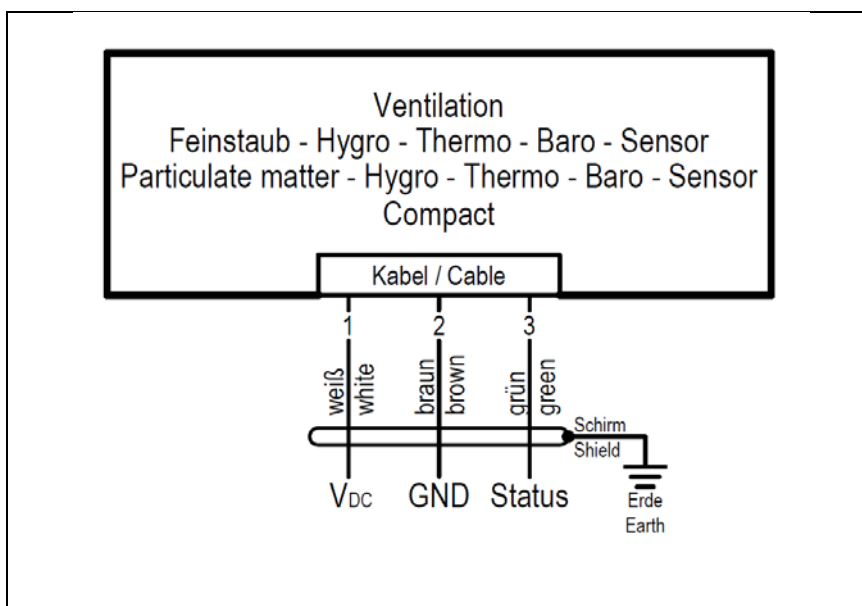 Ventilation
Feinstaub - Hygro - Thermo - Baro - Sensor
Particulate matter - Hygro - Thermo - Baro - Sensor
Compact
Kabel / Cable
1 2 3
weiß white braun brown grün green
Schirm
Shield
VDC GND Status
Erde
Earth